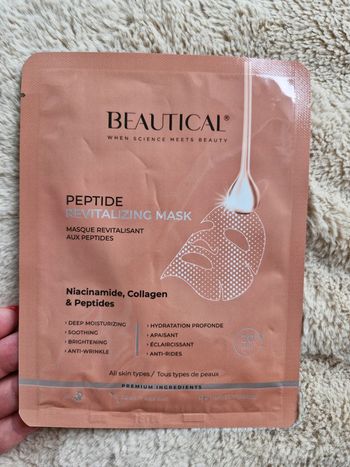 BEAUTICAL®
WHEN SCIENCE MEETS BEAUTY
PEPTIDE
REVITALIZING MASK
MASQUE REVITALISANT
AUX PEPTIDES
Niacinamide, Collagen
& Peptides
• DEEP MOISTURIZING
• SOOTHING
• BRIGHTENING
• ANTI-WRINKLE
• HYDRATATION PROFONDE
• APAISANT
• ÉCLAIRCISSANT
• ANTI-RIDES
All skin types / Tous types de peaux
PREMIUM INGREDIENTS